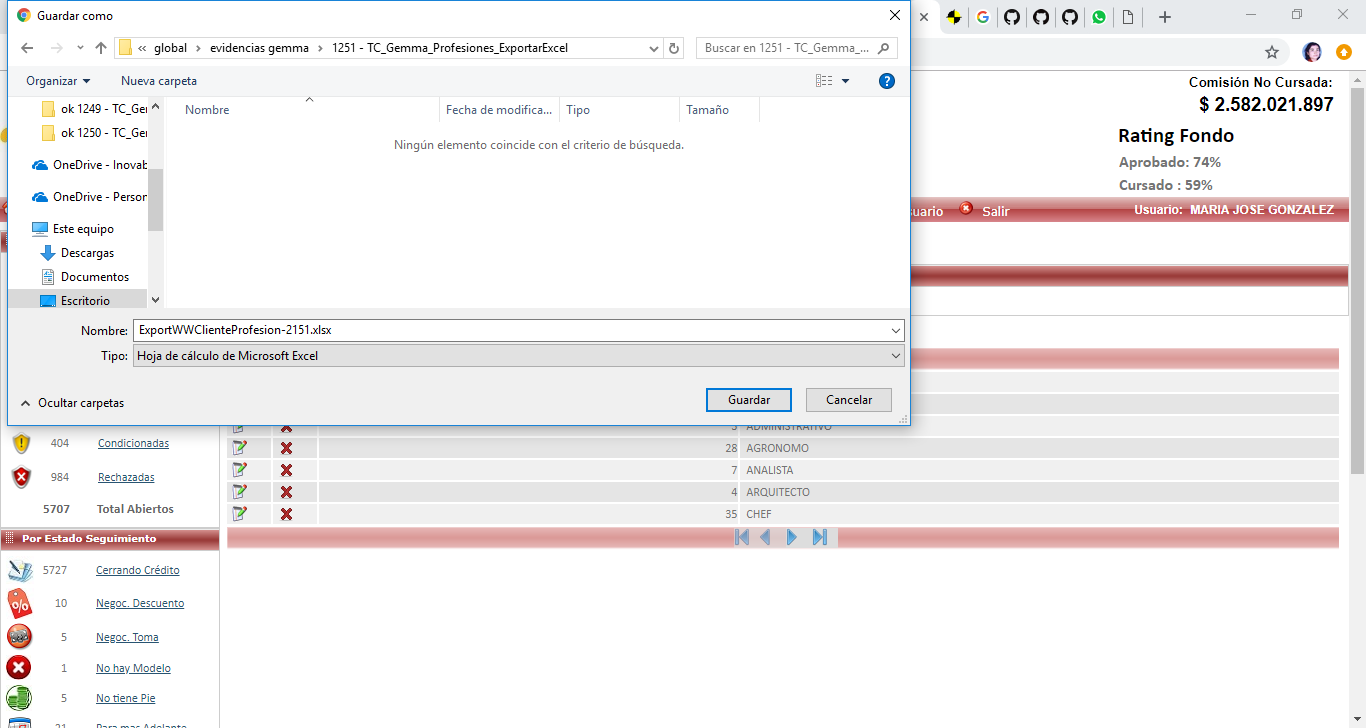 Guardar como
« global › evidencias gemma › 1251 - TC_Gemma_Profesiones_ExportarExcel
Buscar en 1251 - TC_Gemma_...
Organizar
Nueva carpeta
ok 1249 - TC_Ger
ok 1250 - TC_Ger
OneDrive - Inovab
OneDrive - Person
Este equipo
Descargas
Documentos
Escritorio
Nombre
Fecha de modifica...
Tipo
Tamaño
Ningún elemento coincide con el criterio de búsqueda.
Nombre: ExportWWClienteProfesion-2151.xlsx
Tipo: Hoja de cálculo de Microsoft Excel
Ocultar carpetas
Guardar
Cancelar
Comisión No Cursada:
$ 2.582.021.897
Rating Fondo
Aprobado: 74%
Cursado : 59%
uario
Salir
Usuario: MARIA JOSE GONZALEZ
3 ADMINISTRATIVO
28 AGRONOMO
7 ANALISTA
4 ARQUITECTO
35 CHEF
404 Condicionadas
984 Rechazadas
5707 Total Abiertos
Por Estado Seguimiento
5727 Cerrando Crédito
10 Negoc. Descuento
5 Negoc. Toma
1 No hay Modelo
5 No tiene Pie
21 Para mas Adelante